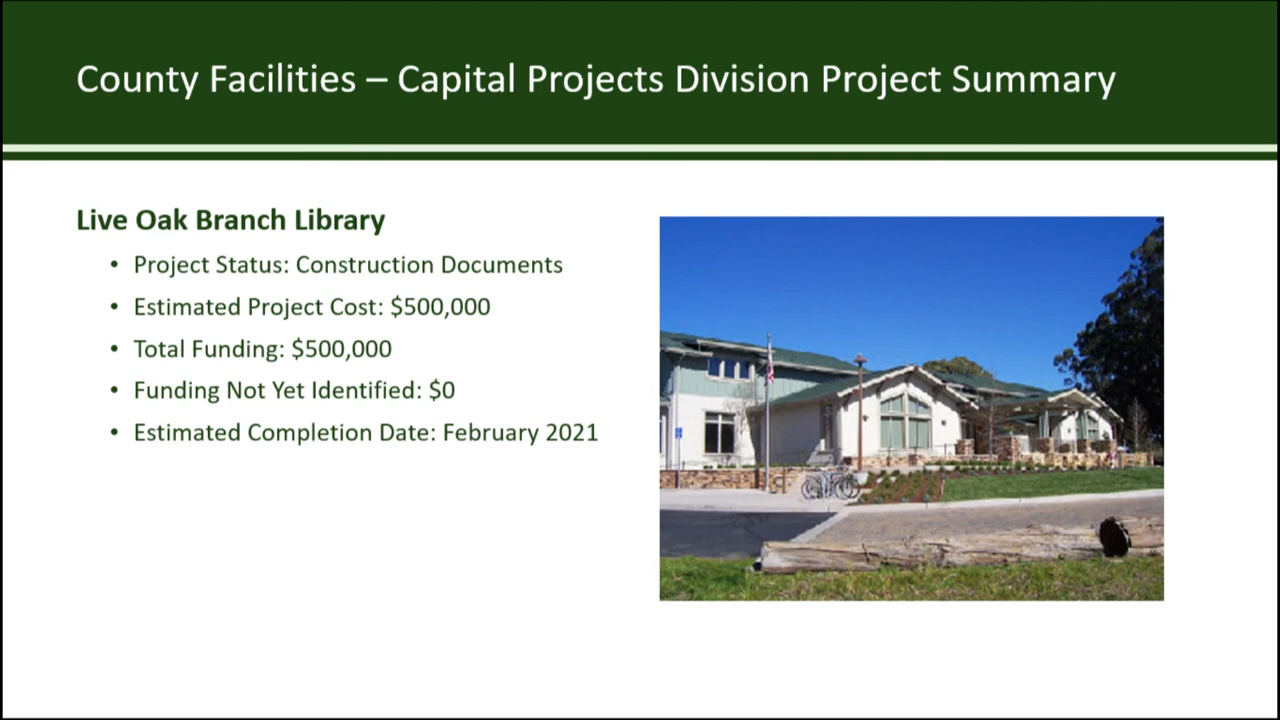 County Facilities – Capital Projects Division Project Summary
Live Oak Branch Library
• Project Status: Construction Documents
• Estimated Project Cost: $500,000
• Total Funding: $500,000
• Funding Not Yet Identified: $0
• Estimated Completion Date: February 2021